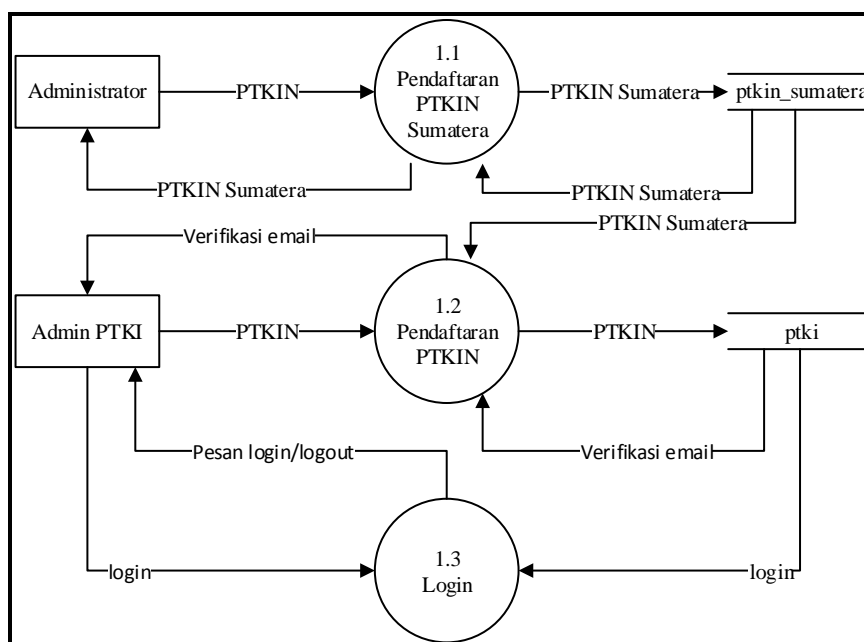 1.1
Pendaftaran
PTKIN
Sumatera
Administrator
PTKIN
PTKIN Sumatera
ptkin_sumatera
PTKIN Sumatera
PTKIN Sumatera
PTKIN Sumatera
Verifikasi email
1.2
Pendaftaran
PTKIN
Admin PTKI
PTKIN
PTKIN
ptki
Pesan login/logout
Verifikasi email
1.3
Login
login
login